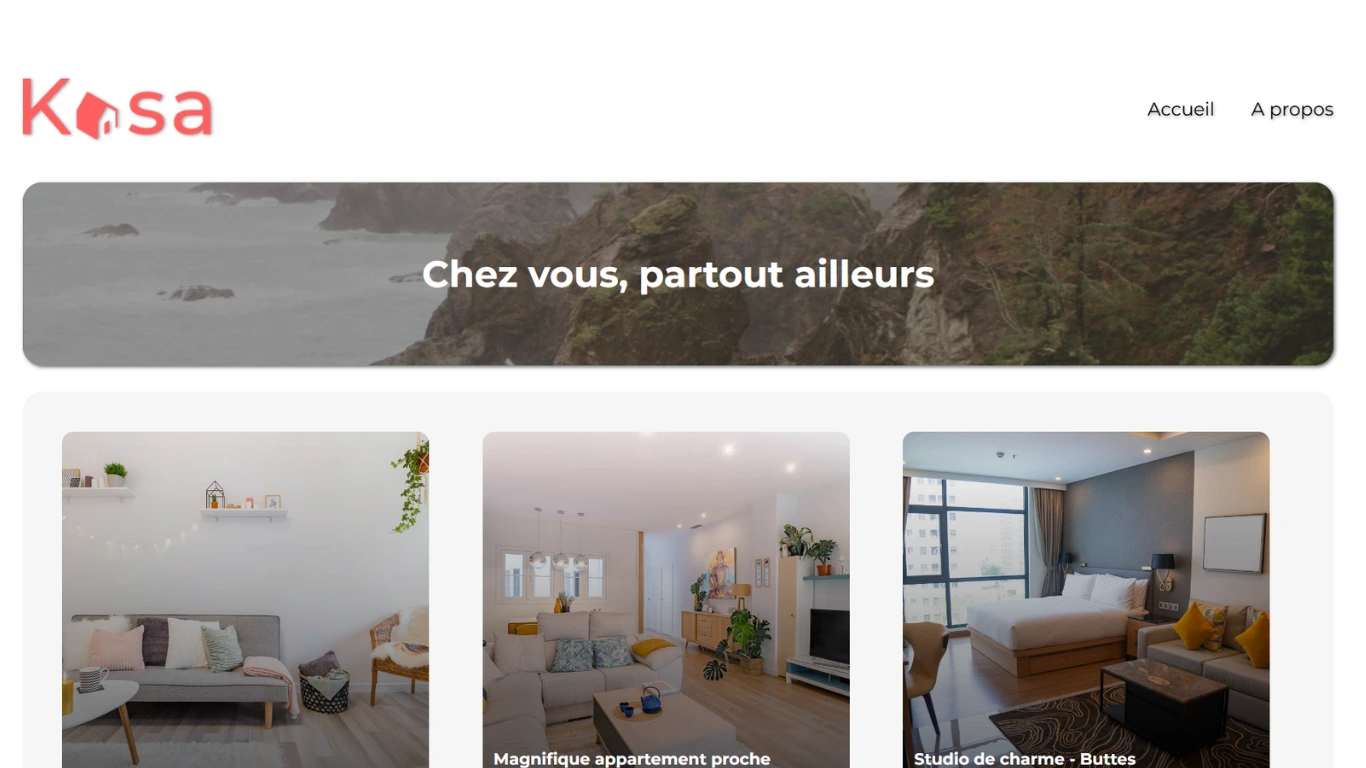 Kasa
Accueil
A propos
Chez vous, partout ailleurs
Magnifique appartement proche
Studio de charme - Buttes